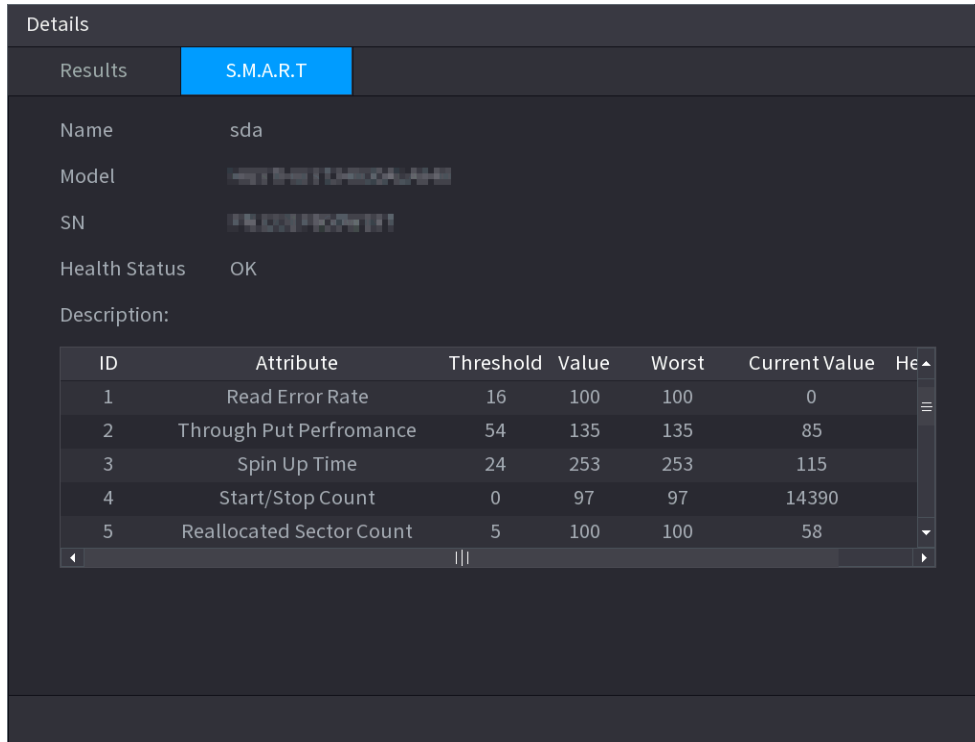 Details
Results S.M.A.R.T
Name sda
Model
SN
Health Status OK
Description:
ID Attribute Threshold Value Worst Current Value He
1 Read Error Rate 16 100 100 0
2 Through Put Perfromance 54 135 135 85
3 Spin Up Time 24 253 253 115
4 Start/Stop Count 0 97 97 14390
5 Reallocated Sector Count 5 100 100 58